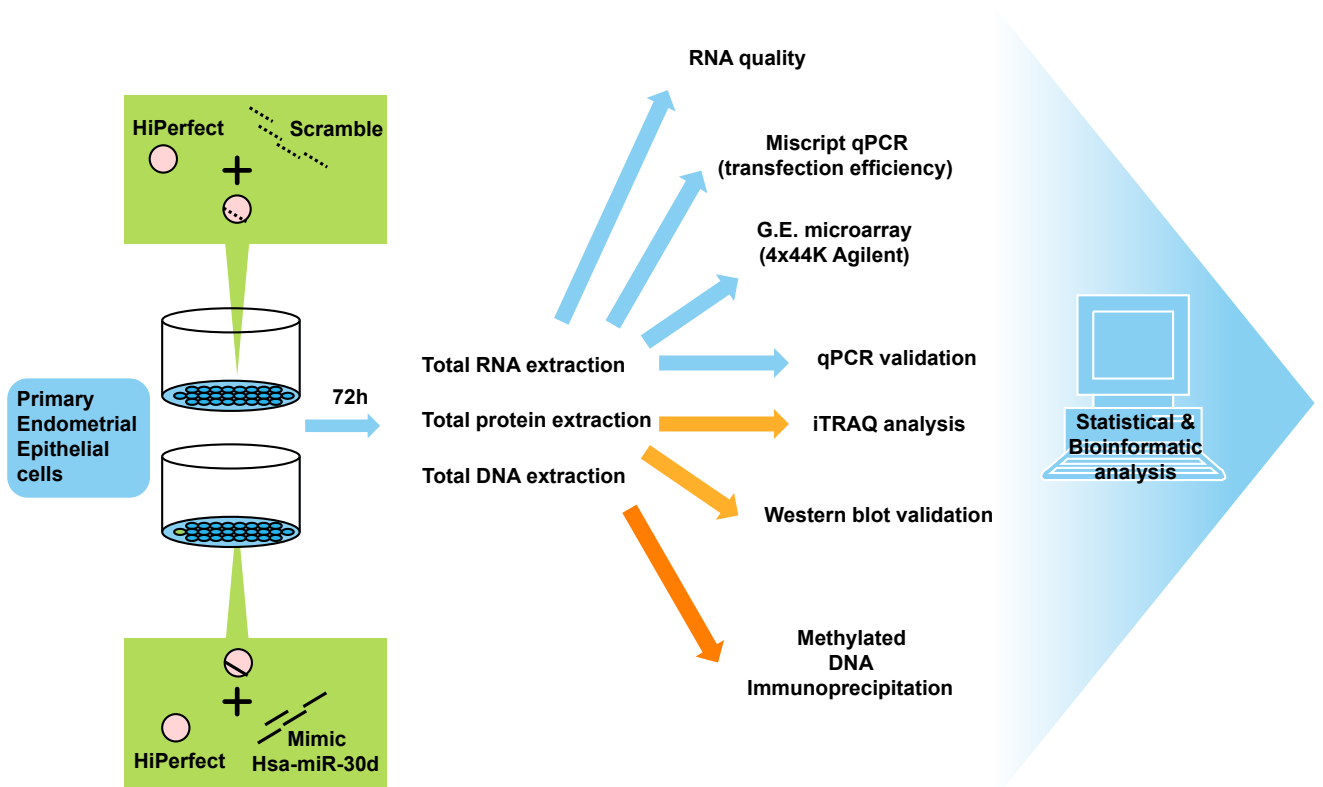 HiPerfect
Scramble
Primary
Endometrial
Epithelial
cells
72h
HiPerfect
Mimic
Hsa-miR-30d
Total RNA extraction
Total protein extraction
Total DNA extraction
RNA quality
Miscript qPCR
(transfection efficiency)
G.E. microarray
(4x44K Agilent)
qPCR validation
iTRAQ analysis
Western blot validation
Methylated
DNA
Immunoprecipitation
Statistical &
Bioinformatic
analysis